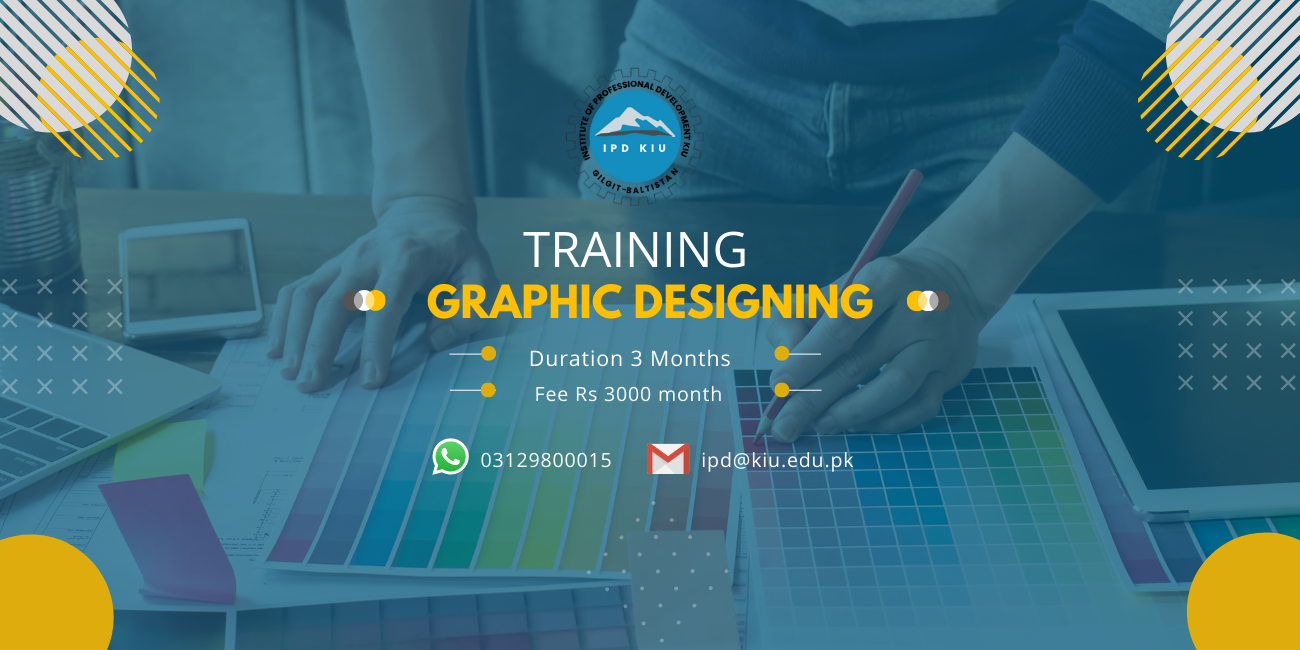 INSTITUTE OF PROFESSIONAL DEVELOPMENT KIU
IPD KIU
GILGIT-BALTISTAN
TRAINING
GRAPHIC DESIGNING
Duration 3 Months
Fee Rs 3000 month
03129800015
ipd@kiu.edu.pk